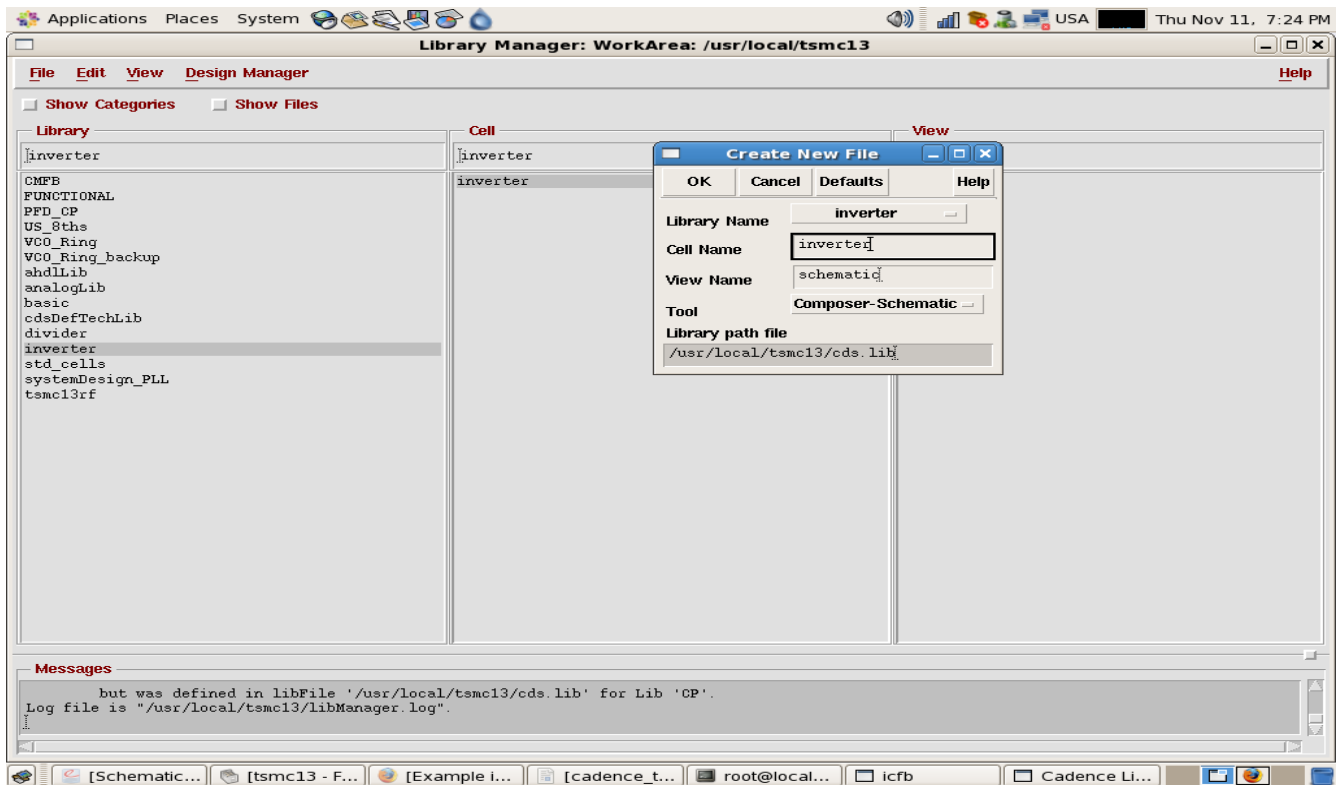 Applications Places System USA Thu Nov 11, 7:24 PM
Library Manager: WorkArea: /usr/local/tsmc13
File Edit View Design Manager Help
Show Categories Show Files
Library
inverter
CMFB
FUNCTIONAL
PFD_CP
US_8ths
VCO_Ring
VCO_Ring_backup
ahdlLib
analogLib
basic
cdsDefTechLib
divider
inverter
std_cells
systemDesign_PLL
tsmc13rf
Cell
inverter
inverter
View
Create New File
OK Cancel Defaults Help
Library Name inverter
Cell Name inverter
View Name schematic
Tool Composer-Schematic
Library path file
/usr/local/tsmc13/cds.lib
Messages
but was defined in libFile '/usr/local/tsmc13/cds.lib' for Lib 'CP'.
Log file is "/usr/local/tsmc13/libManager.log".
[Schematic... [tsmc13 - F... [Example i... [cadence_t... root@local... icfb Cadence Li...